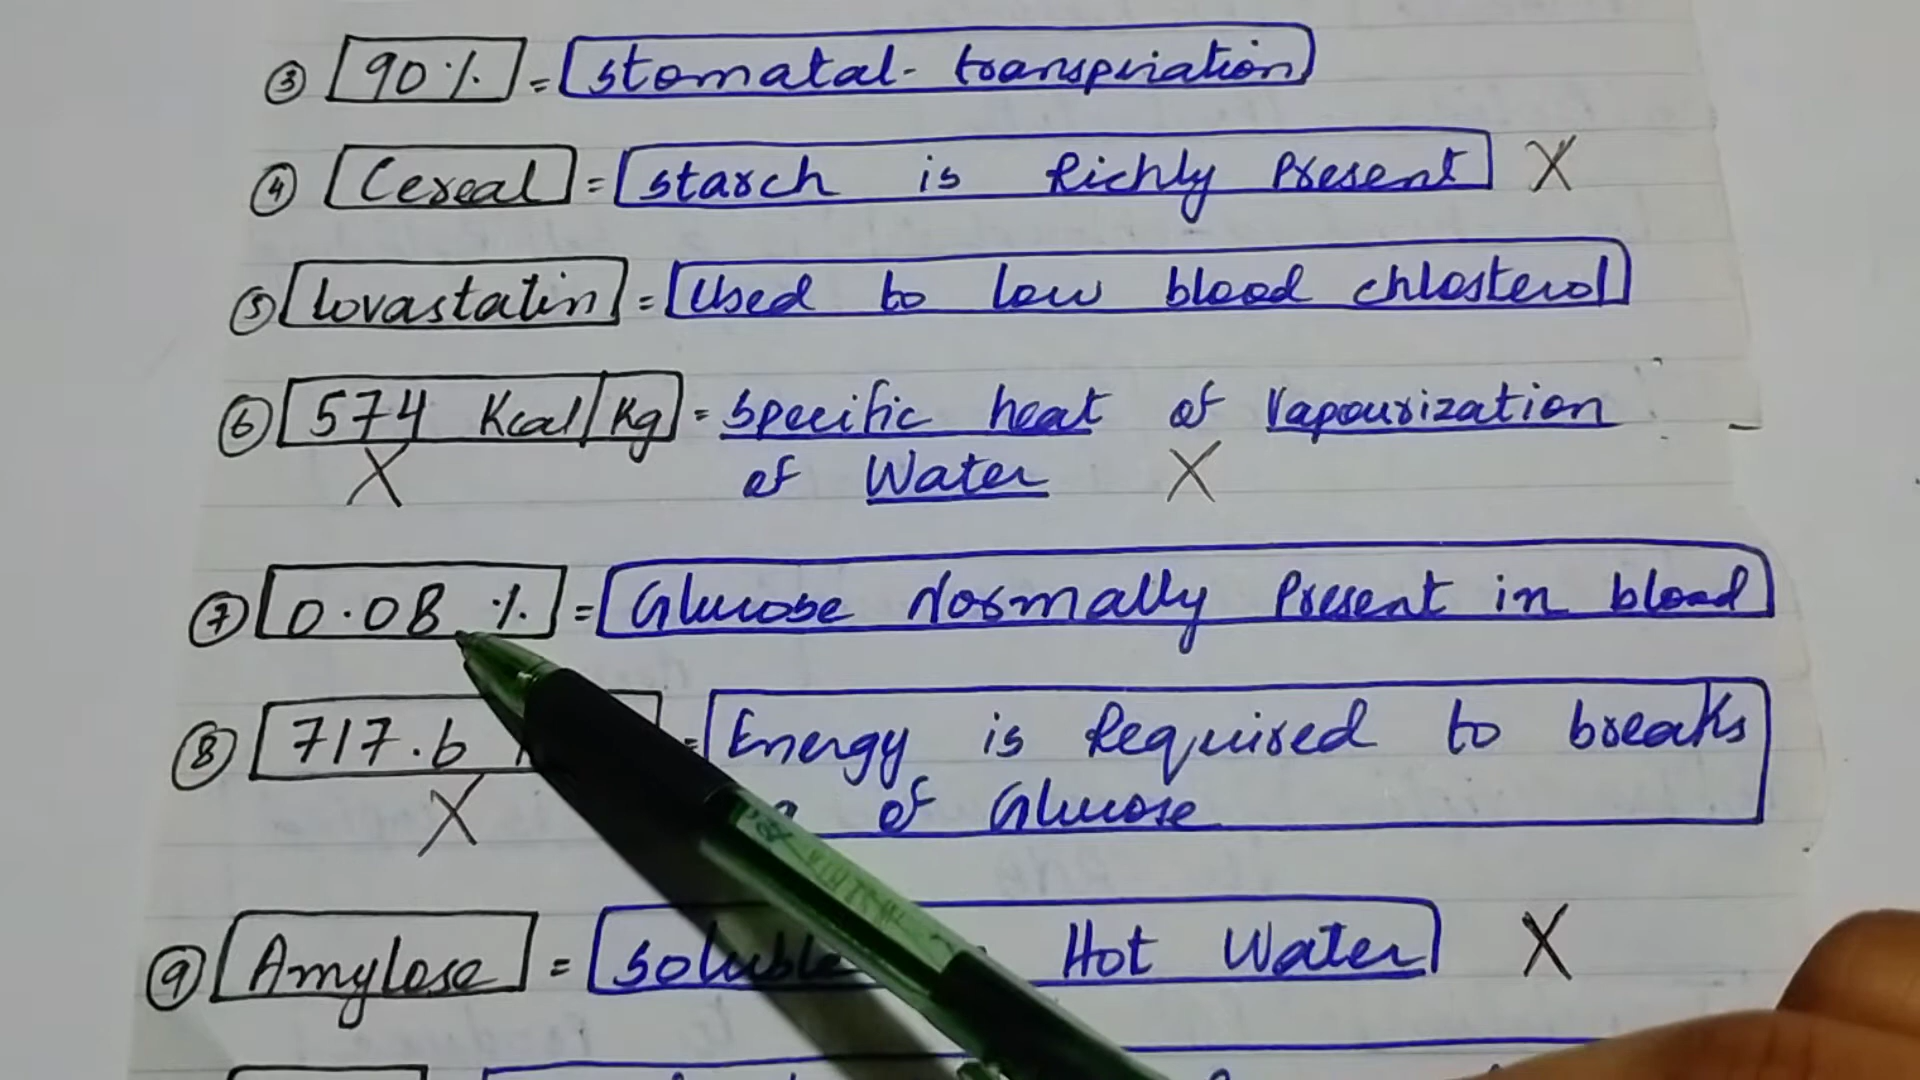 ③ 90% = stomatal- transpiration
④ Cereal = starch is Richly Present X
⑤ lovastatin = Used to low blood chlosterol
⑥ 574 Kcal/Kg = specific heat of Vapourization
X of Water X
⑦ 0.08 % = Glucose Normally Present in blood
⑧ 717.6 = Energy is Required to breaks
X of Glucose
⑨ Amylose = soluble Hot Water X